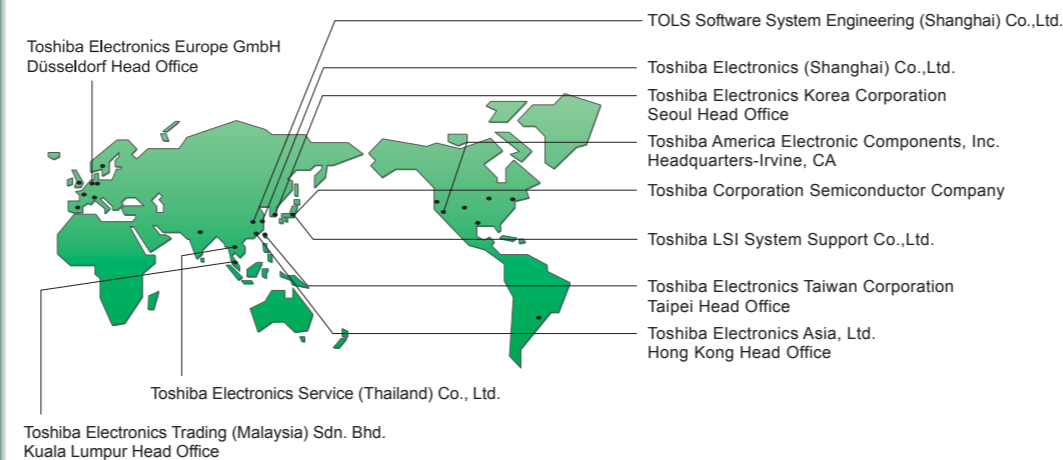 TOLS Software System Engineering (Shanghai) Co.,Ltd.
Toshiba Electronics Europe GmbH
Düsseldorf Head Office
Toshiba Electronics (Shanghai) Co.,Ltd.
Toshiba Electronics Korea Corporation
Seoul Head Office
Toshiba America Electronic Components, Inc.
Headquarters-Irvine, CA
Toshiba Corporation Semiconductor Company
Toshiba LSI System Support Co.,Ltd.
Toshiba Electronics Taiwan Corporation
Taipei Head Office
Toshiba Electronics Asia, Ltd.
Hong Kong Head Office
Toshiba Electronics Service (Thailand) Co., Ltd.
Toshiba Electronics Trading (Malaysia) Sdn. Bhd.
Kuala Lumpur Head Office